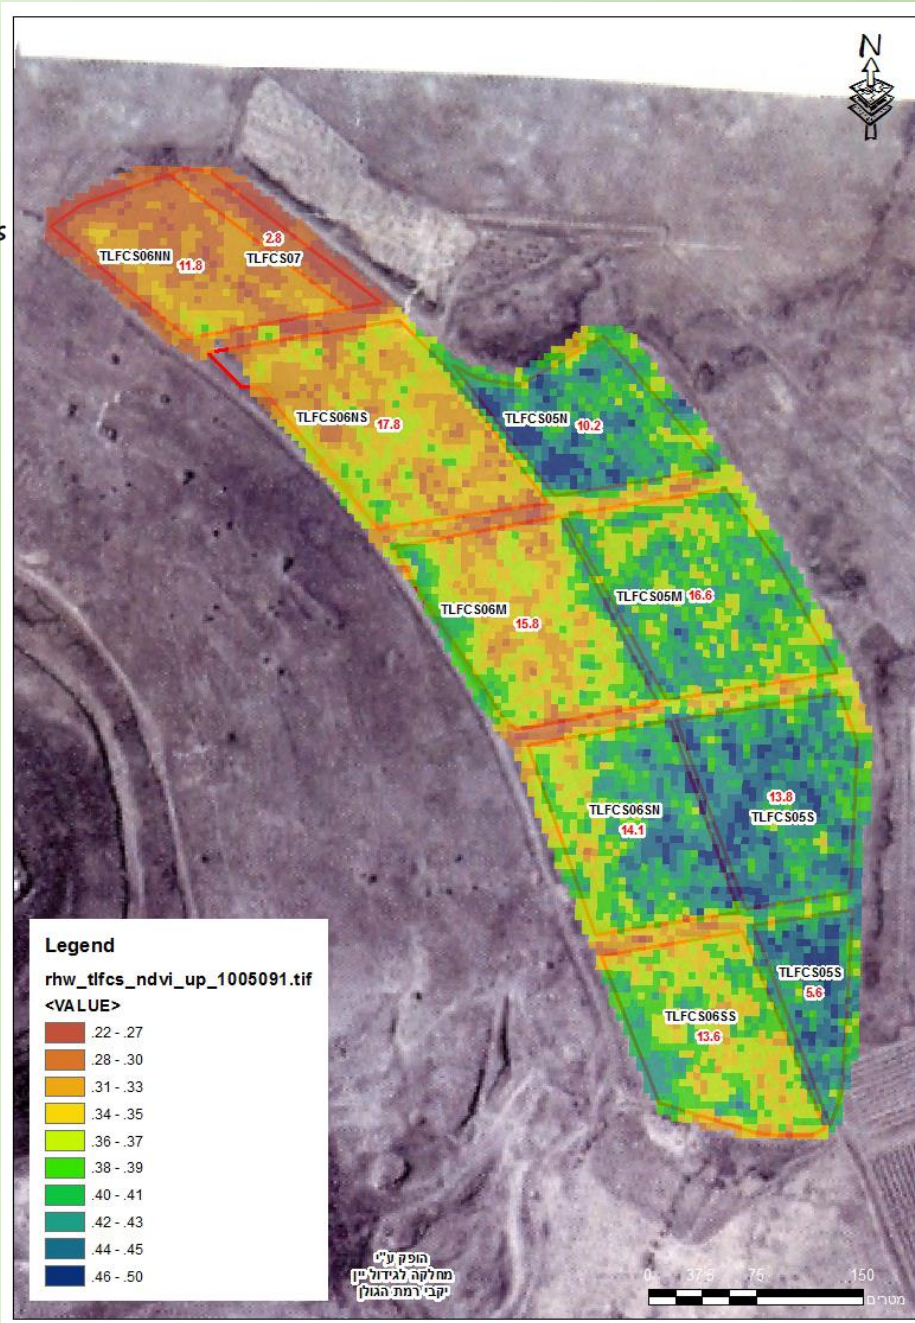 N
s
2.8
TLFCS07
TLFCS06NN 11.8
TLFCS06NS 17.8
TLFCS05N 10.2
TLFCS05M 16.6
TLFCS06M
15.8
13.8
TLFCS05S
TLFCS06SN
14.1
TLFCS05S
5.6
TLFCS06SS
13.6
Legend
rhw_tlfcs_ndvi_up_1005091.tif
<VALUE>
.22 - .27
.28 - .30
.31 - .33
.34 - .35
.36 - .37
.38 - .39
.40 - .41
.42 - .43
.44 - .45
.46 - .50
הופק ע"י
מחלקה לגידול יין
יקבי רמת הגולן
0 37.5 75 150
מטרים